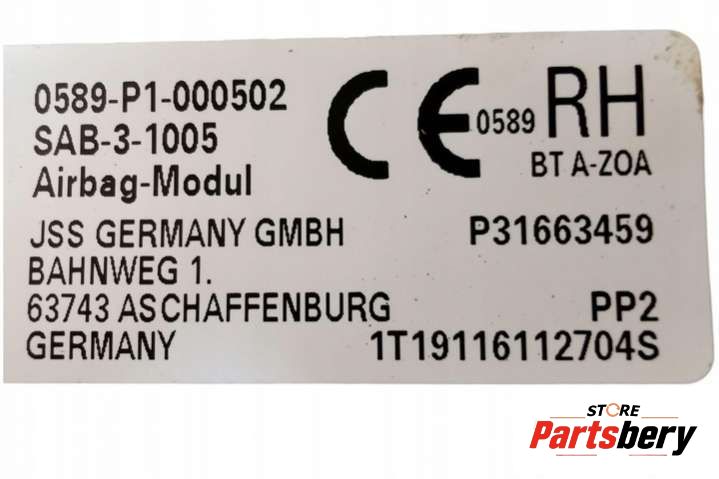 0589-P1-000502
SAB-3-1005
Airbag-Modul
CE 0589 RH
BT A-ZOA
JSS GERMANY GMBH P31663459
BAHNWEG 1.
63743 ASCHAFFENBURG PP2
GERMANY 1T19116112704S
STORE
Partsbery